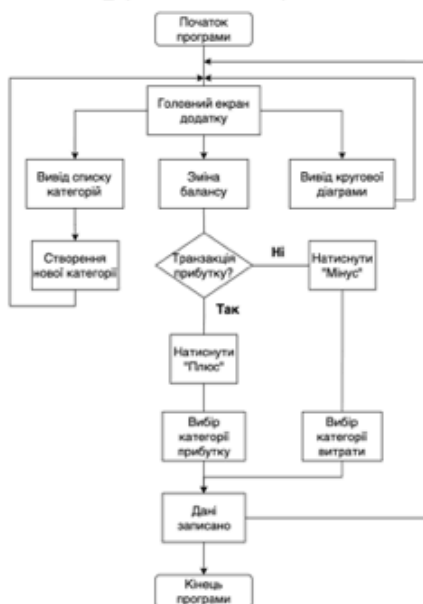 Початок
програми
Головний екран
додатку
Вивід списку
категорій
Зміна
балансу
Вивід кругової
діаграми
Створення
нової категорії
Транзакція
прибутку?
Ні
Натиснути
"Мінус"
Так
Натиснути
"Плюс"
Вибір
категорії
прибутку
Вибір
категорії
витрати
Дані
записано
Кінець
програми